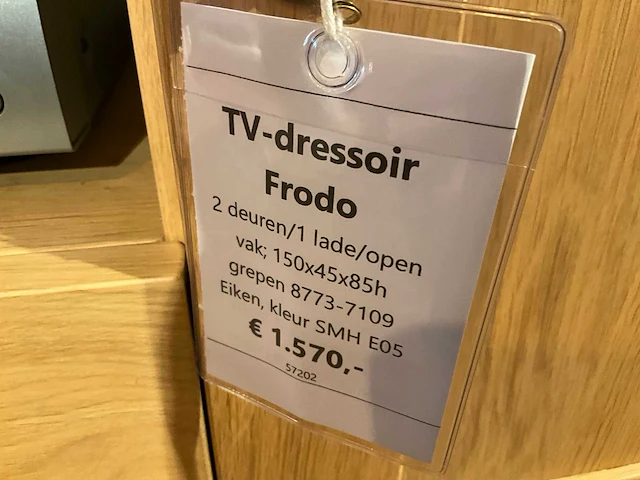 TV-dressoir
Frodo
2 deuren/1 lade/open
vak; 150x45x85h
grepen 8773-7109
Eiken, kleur SMH E05
€ 1.570,-
57202